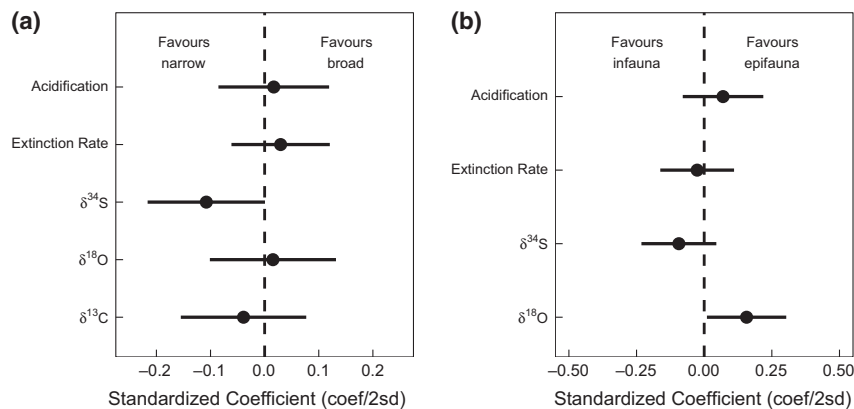 (a)
Favours
narrow
Favours
broad
Acidification
Extinction Rate
δ³⁴S
δ¹⁸O
δ¹³C
–0.2 –0.1 0.0 0.1 0.2
Standardized Coefficient (coef/2sd)
(b)
Favours
infauna
Favours
epifauna
Acidification
Extinction Rate
δ³⁴S
δ¹⁸O
–0.50 –0.25 0.00 0.25 0.50
Standardized Coefficient (coef/2sd)